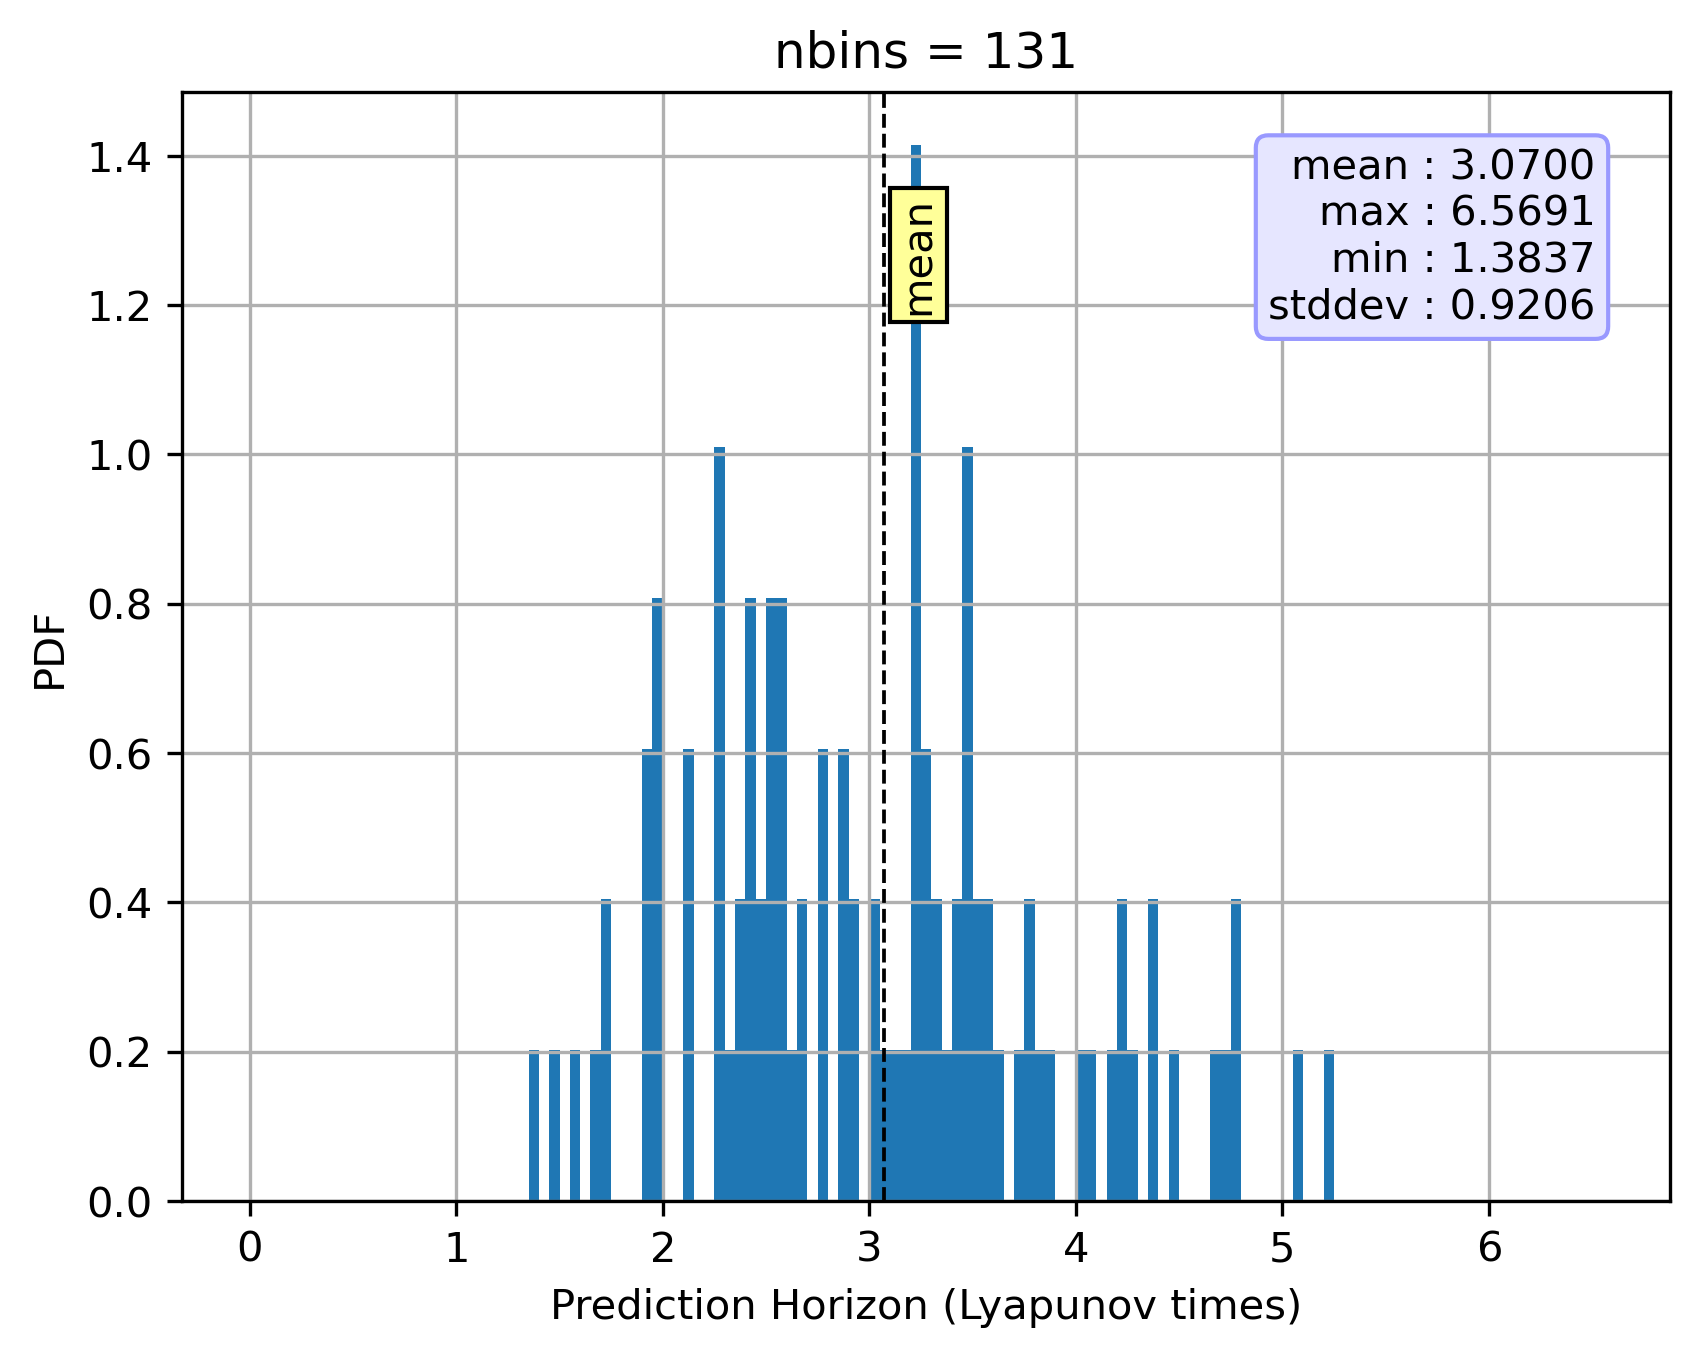 nbins = 131
mean : 3.0700
max : 6.5691
min : 1.3837
stddev : 0.9206
mean
PDF
1.4
1.2
1.0
0.8
0.6
0.4
0.2
0.0
0 1 2 3 4 5 6
Prediction Horizon (Lyapunov times)